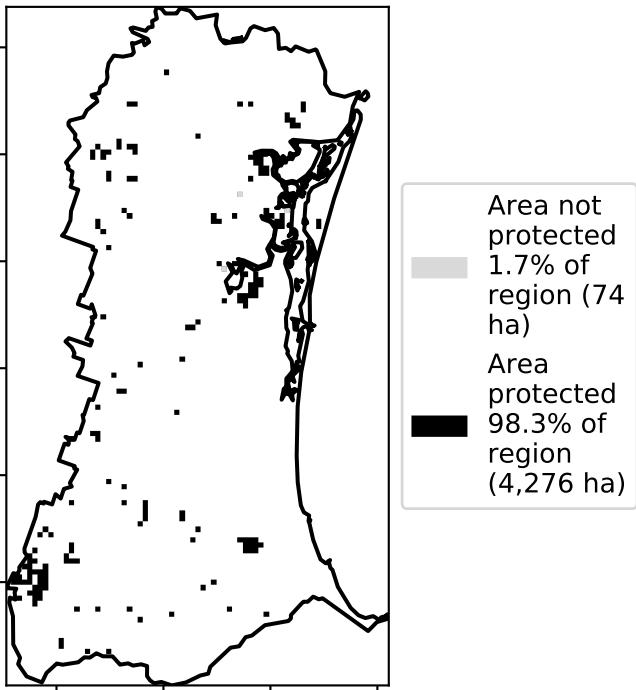 Area not
protected
1.7% of
region (74
ha)
Area
protected
98.3% of
region
(4,276 ha)